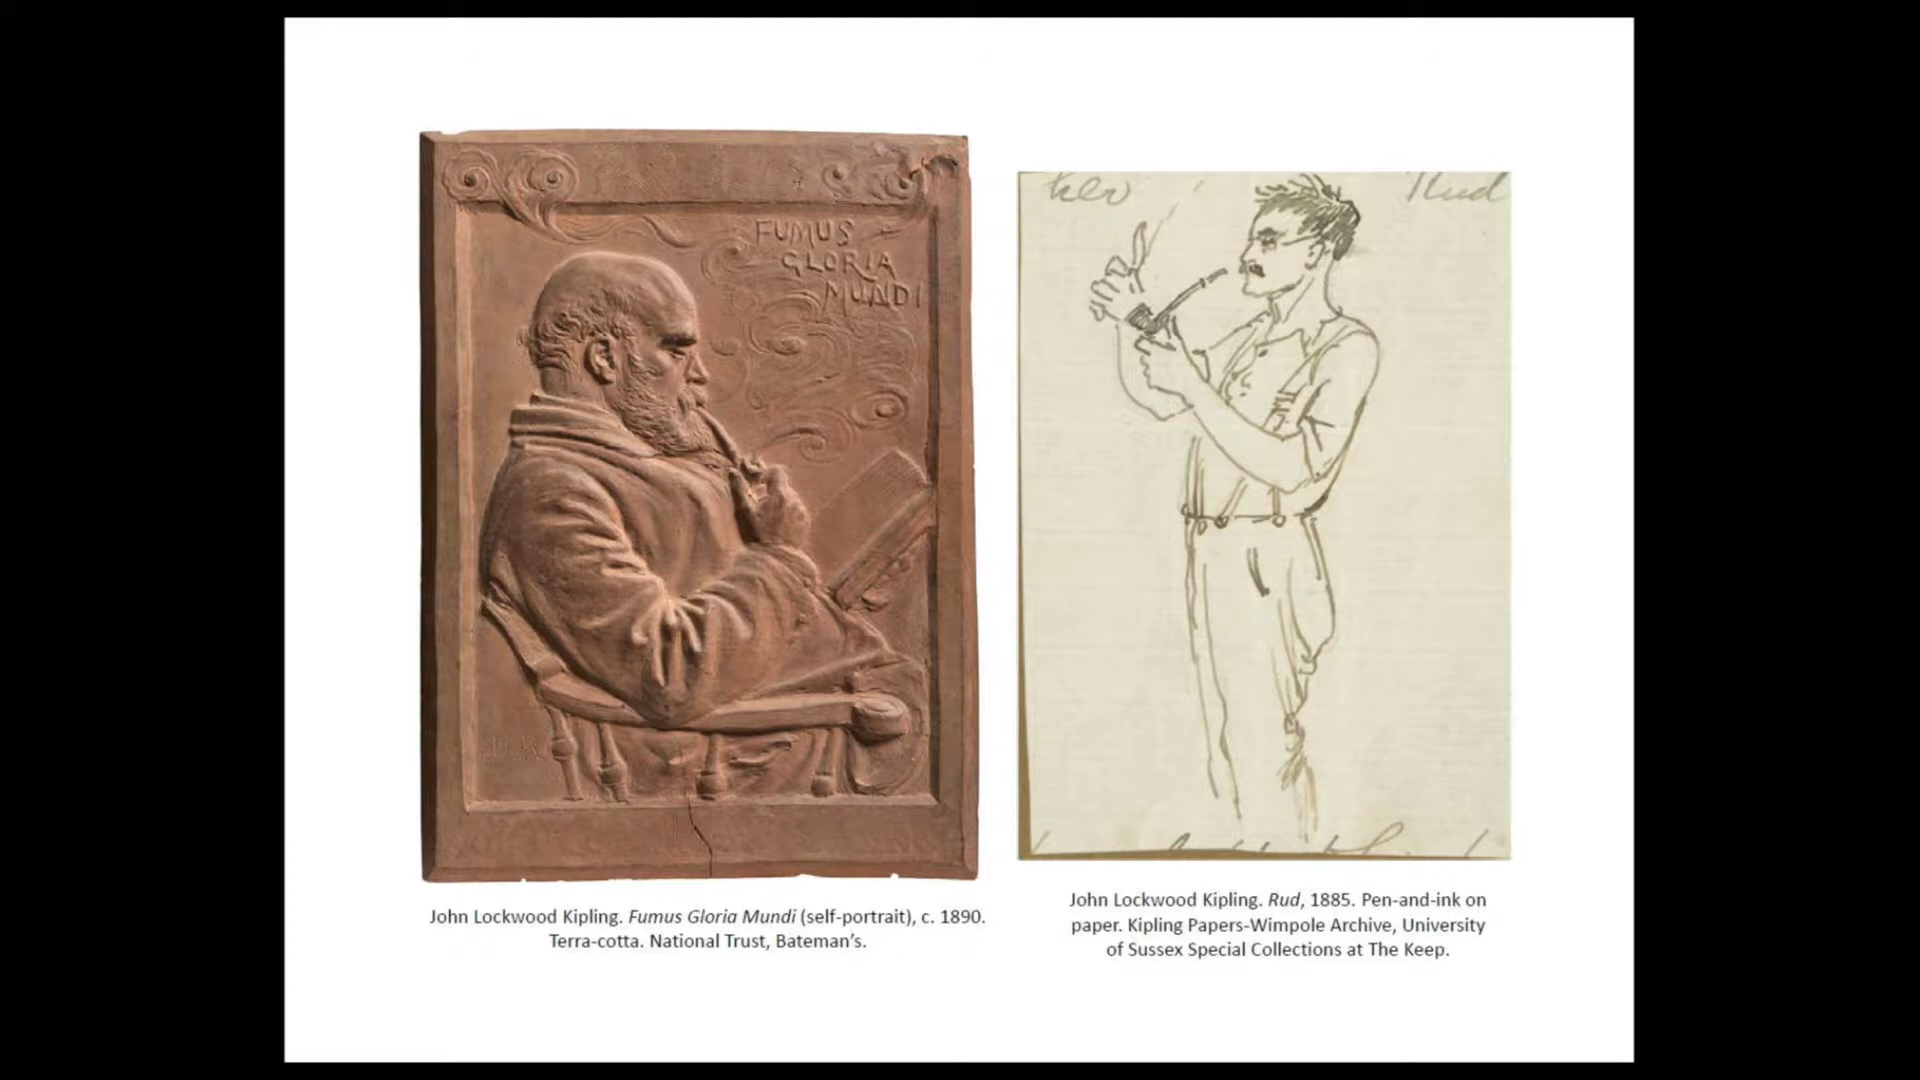 FUMUS
GLORIA
MUNDI
Rud
John Lockwood Kipling. Fumus Gloria Mundi (self-portrait), c. 1890.
Terra-cotta. National Trust, Bateman's.
John Lockwood Kipling. Rud, 1885. Pen-and-ink on
paper. Kipling Papers-Wimpole Archive, University
of Sussex Special Collections at The Keep.